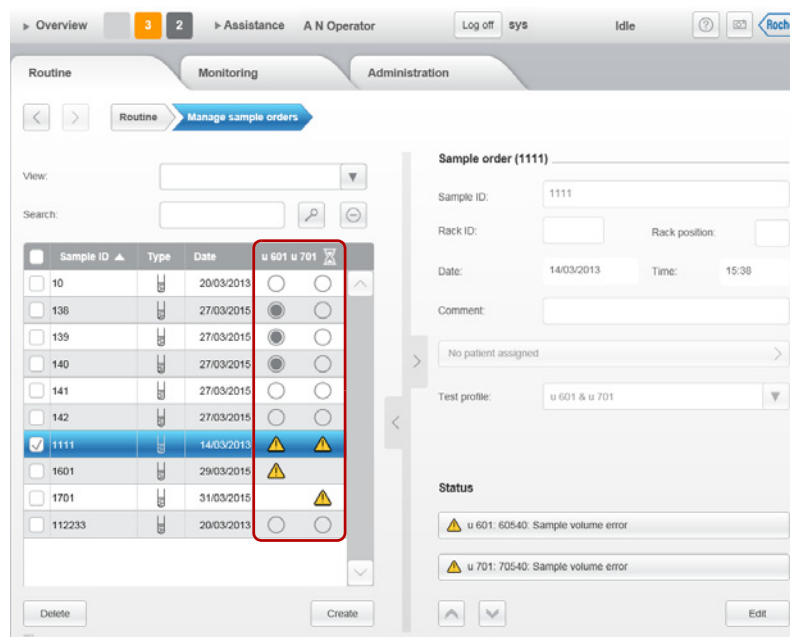 Overview 3 2 Assistance A N Operator Log off sys Idle Roch
Routine Monitoring Administration
Routine Manage sample orders
View:
Search:
Sample ID Type Date u 601 u 701
10 20/03/2013
138 27/03/2015
139 27/03/2015
140 27/03/2015
141 27/03/2015
142 27/03/2015
1111 14/03/2013
1601 29/03/2015
1701 31/03/2015
112233 20/03/2013
Delete Create
Sample order (1111)
Sample ID: 1111
Rack ID: Rack position:
Date: 14/03/2013 Time: 15:38
Comment:
No patient assigned
Test profile: u 601 & u 701
Status
u 601: 60540: Sample volume error
u 701: 70540: Sample volume error
Edit